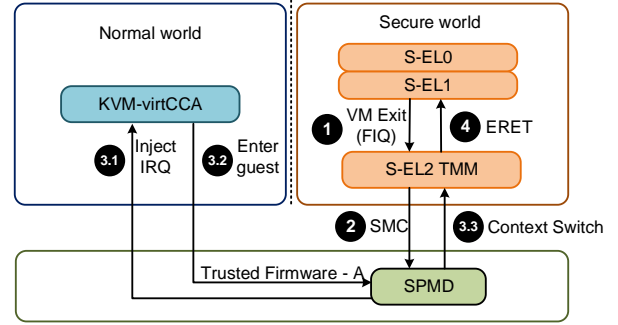 Normal world
Secure world
S-EL0
S-EL1
KVM-virtCCA
1
VM Exit
(FIQ)
4
ERET
3.1
Inject
IRQ
3.2
Enter
guest
S-EL2 TMM
2
SMC
3.3
Context Switch
Trusted Firmware - A
SPMD